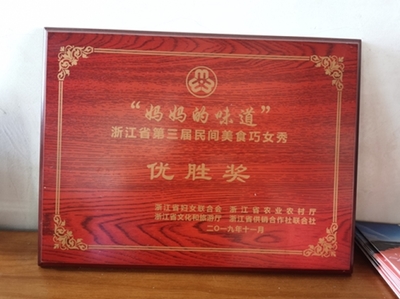 “妈妈的味道”
浙江省第三届民间美食巧女秀
优胜奖
浙江省妇女联合会 浙江省农业农村厅
浙江省文化和旅游厅 浙江省供销合作社联合社
二〇一九年十一月